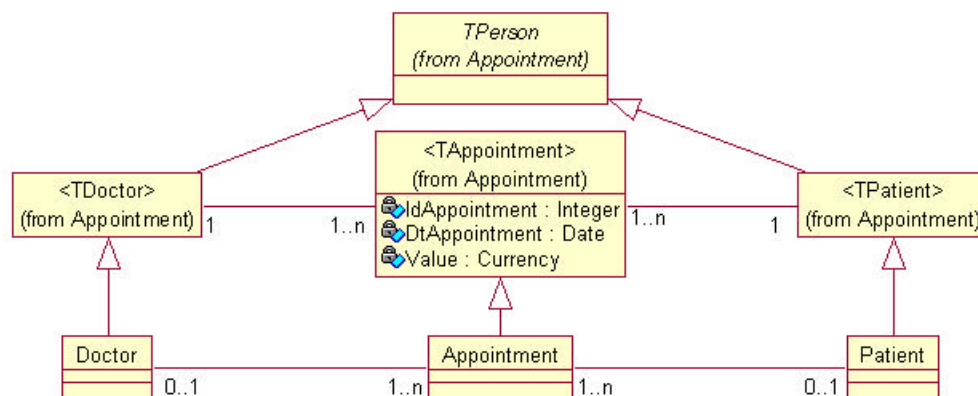 TPerson
(from Appointment)
<TAppointment>
(from Appointment)
IdAppointment : Integer
DtAppointment : Date
Value : Currency
<TDoctor>
(from Appointment)
1
1..n
1..n
1
<TPatient>
(from Appointment)
Doctor
0..1
1..n
Appointment
1..n
0..1
Patient